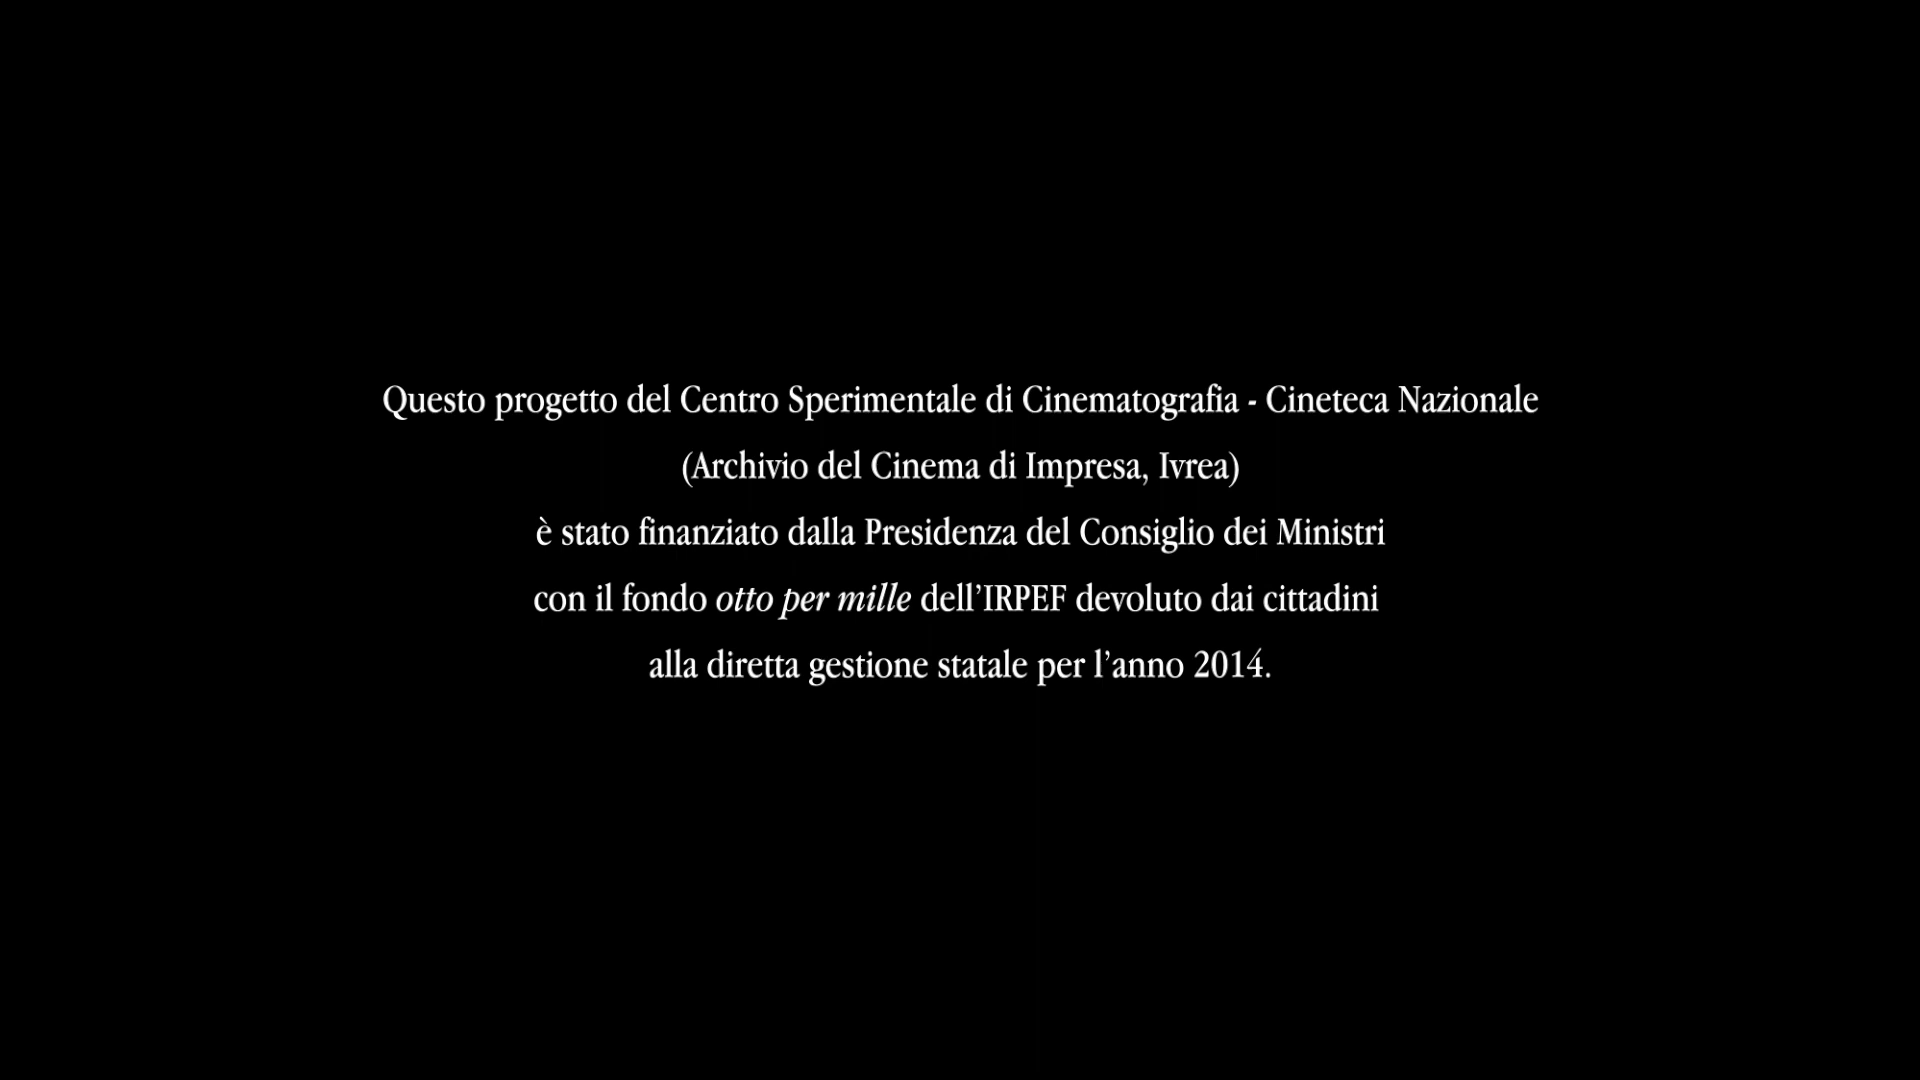 Questo progetto del Centro Sperimentale di Cinematografia - Cineteca Nazionale
(Archivio del Cinema di Impresa, Ivrea)
è stato finanziato dalla Presidenza del Consiglio dei Ministri
con il fondo otto per mille dell’IRPEF devoluto dai cittadini
alla diretta gestione statale per l’anno 2014.